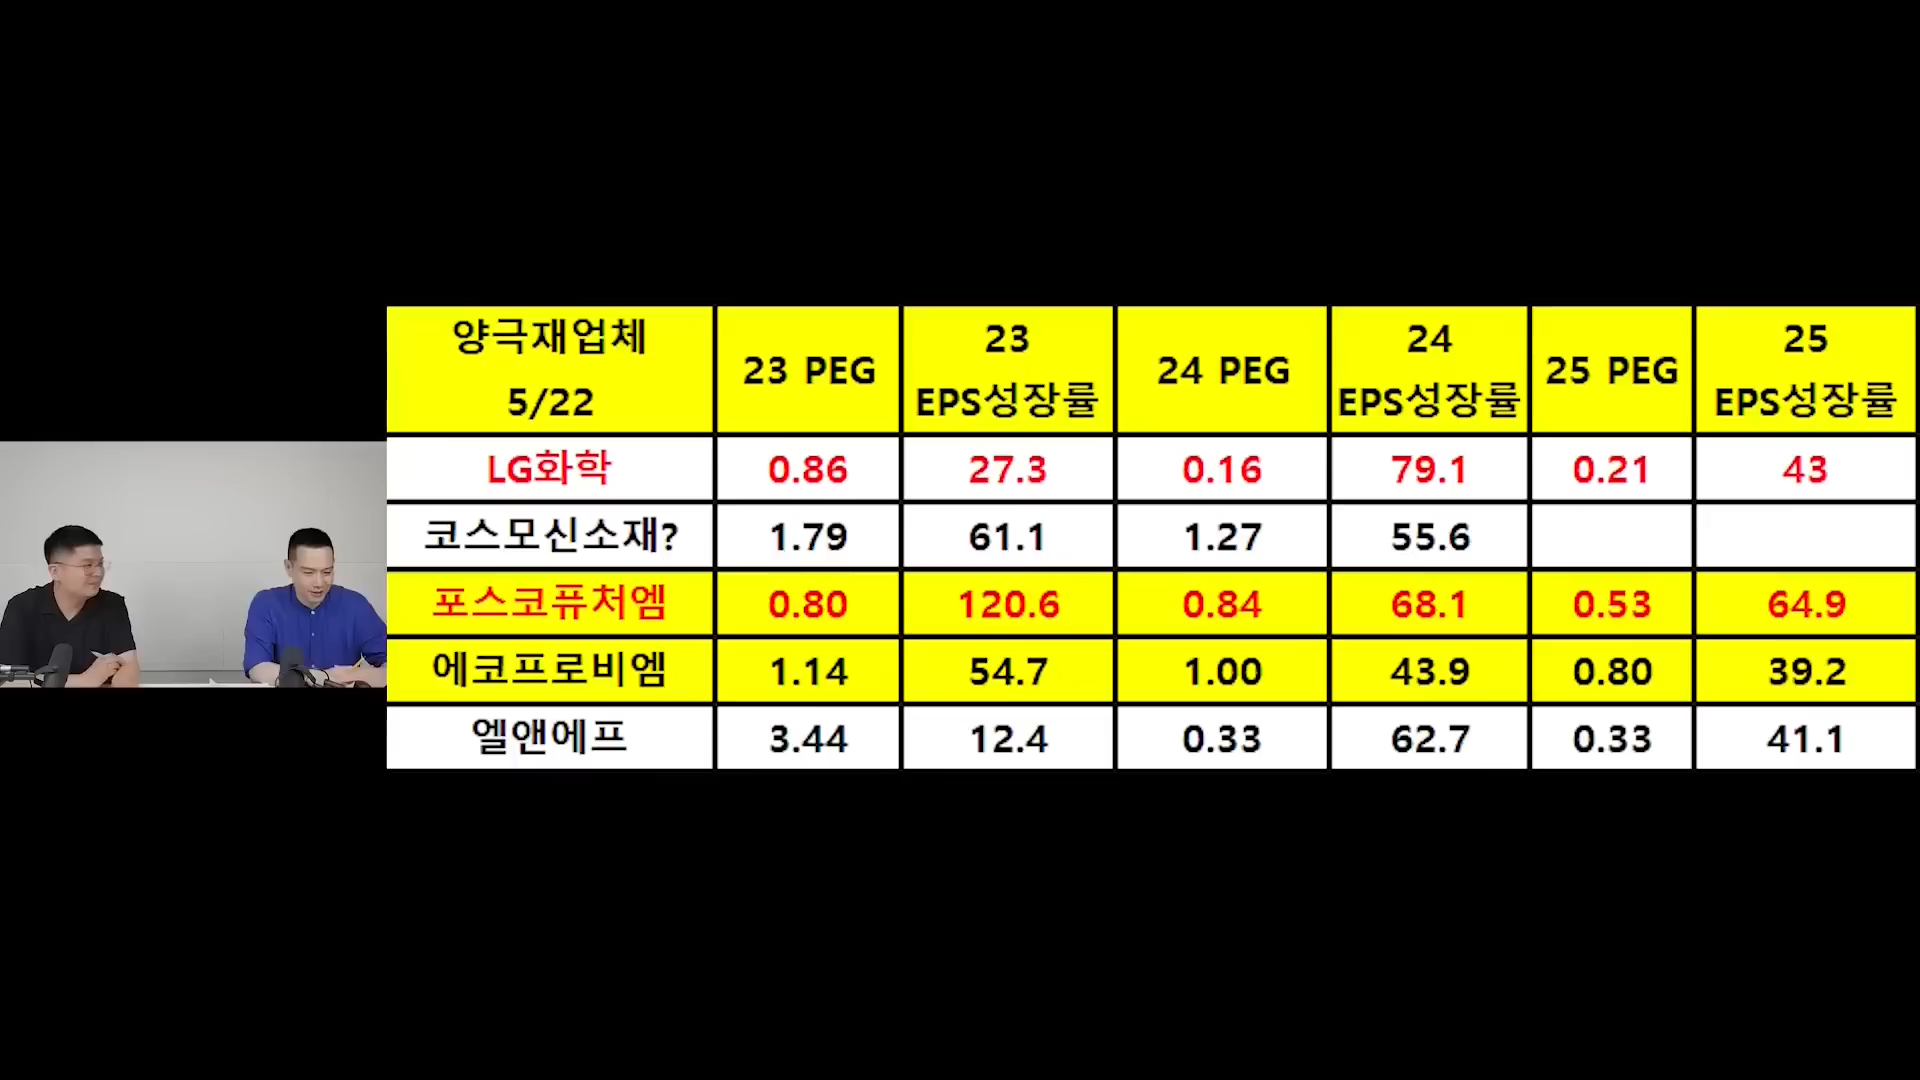 양극재업체
5/22
23 PEG
23
EPS성장률
24 PEG
24
EPS성장률
25 PEG
25
EPS성장률
LG화학 0.86 27.3 0.16 79.1 0.21 43
코스모신소재? 1.79 61.1 1.27 55.6
포스코퓨처엠 0.80 120.6 0.84 68.1 0.53 64.9
에코프로비엠 1.14 54.7 1.00 43.9 0.80 39.2
엘앤에프 3.44 12.4 0.33 62.7 0.33 41.1